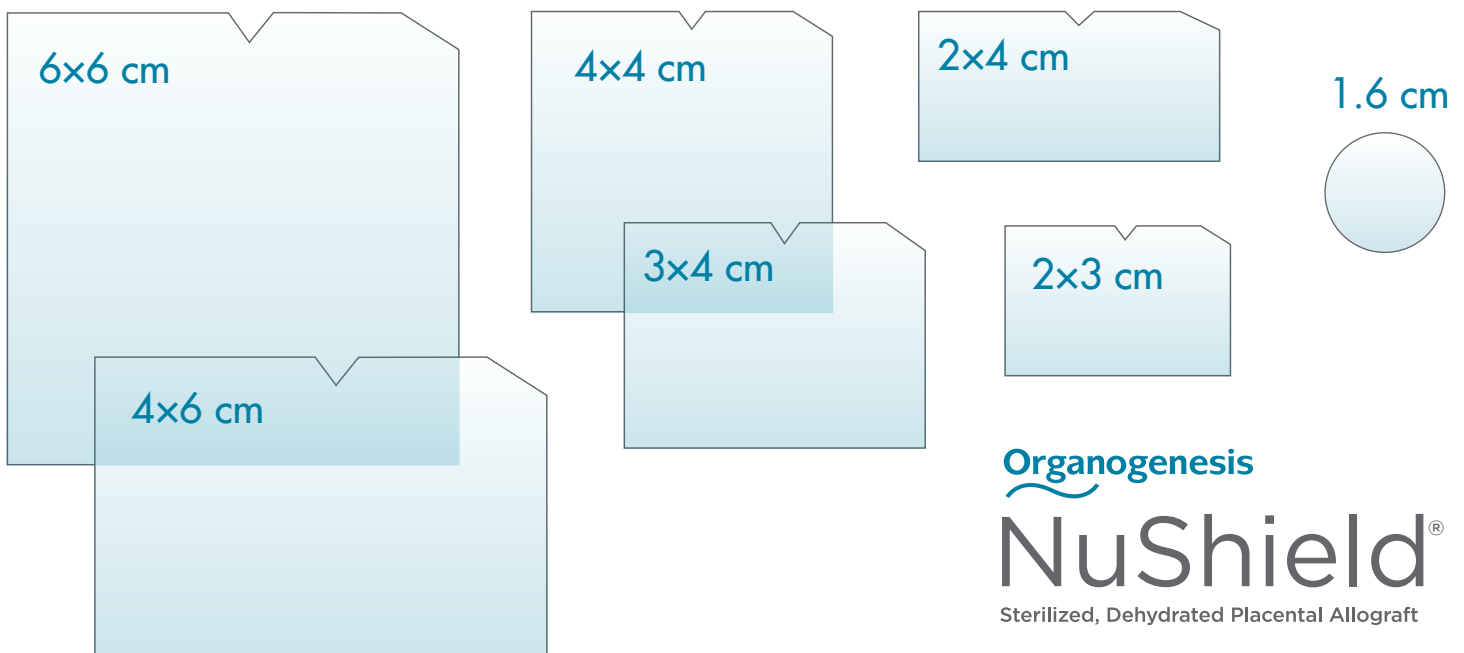 6×6 cm
4×4 cm
2×4 cm
1.6 cm
3×4 cm
2×3 cm
4×6 cm
Organogenesis
NuShield®
Sterilized, Dehydrated Placental Allograft